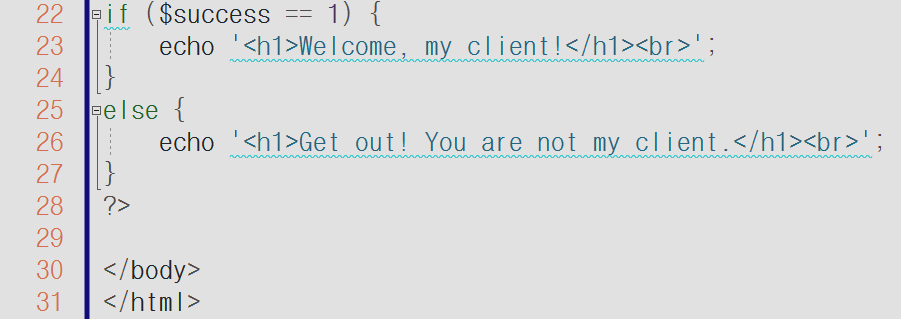 22 if ($success == 1) {
23     echo '<h1>Welcome, my client!</h1><br>';
24 }
25 else {
26     echo '<h1>Get out! You are not my client.</h1><br>';
27 }
28 ?>
29
30 </body>
31 </html>